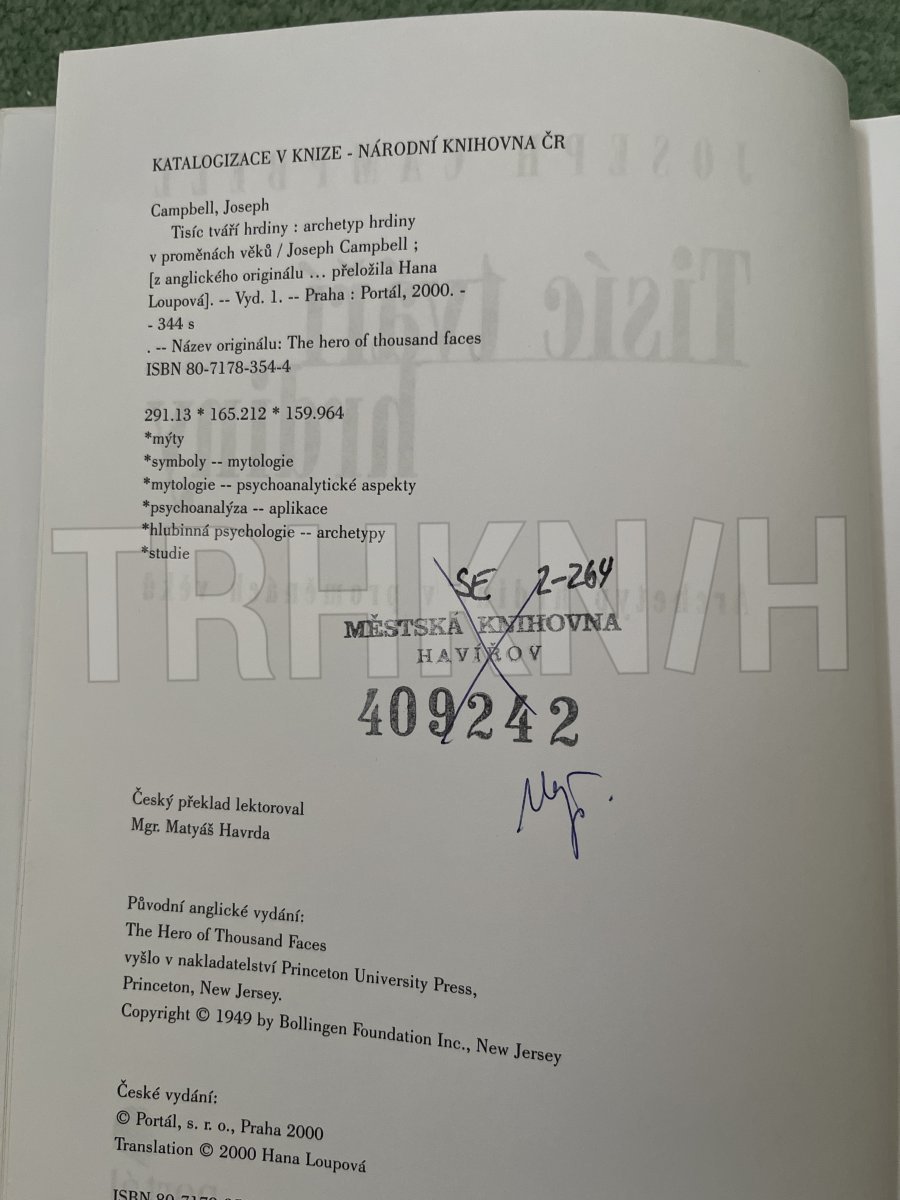 KATALOGIZACE V KNIZE - NÁRODNÍ KNIHOVNA ČR
Campbell, Joseph
Tisíc tváří hrdiny : archetyp hrdiny
v proměnách věků / Joseph Campbell ;
[z anglického originálu ... přeložila Hana
Loupová]. -- Vyd. 1. -- Praha : Portál, 2000. -
- 344 s
. -- Název originálu: The hero of thousand faces
ISBN 80-7178-354-4
291.13 * 165.212 * 159.964
*mýty
*symboly -- mytologie
*mytologie -- psychoanalytické aspekty
*psychoanalýza -- aplikace
*hlubinná psychologie -- archetypy
*studie
TRHKNIH
SE 2-264
MĚSTSKÁ KNIHOVNA
HAVÍŘOV
409242
Český překlad lektoroval
Mgr. Matyáš Havrda
Původní anglické vydání:
The Hero of Thousand Faces
vyšlo v nakladatelství Princeton University Press,
Princeton, New Jersey.
Copyright © 1949 by Bollingen Foundation Inc., New Jersey
České vydání:
© Portál, s. r. o., Praha 2000
Translation © 2000 Hana Loupová